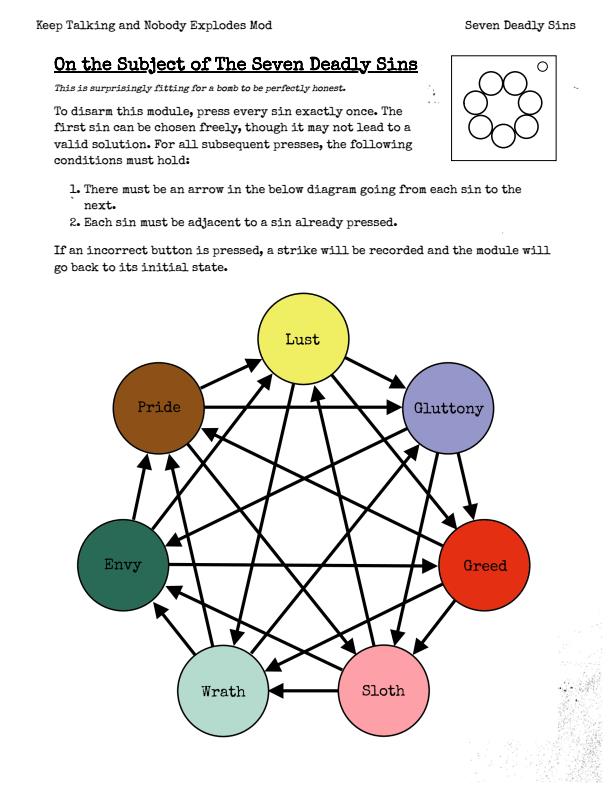 Keep Talking and Nobody Explodes Mod
Seven Deadly Sins
On the Subject of The Seven Deadly Sins
This is surprisingly fitting for a bomb to be perfectly honest.
To disarm this module, press every sin exactly once. The
first sin can be chosen freely, though it may not lead to a
valid solution. For all subsequent presses, the following
conditions must hold:
1. There must be an arrow in the below diagram going from each sin to the
next.
2. Each sin must be adjacent to a sin already pressed.
If an incorrect button is pressed, a strike will be recorded and the module will
go back to its initial state.
Lust
Pride
Gluttony
Envy
Greed
Wrath
Sloth